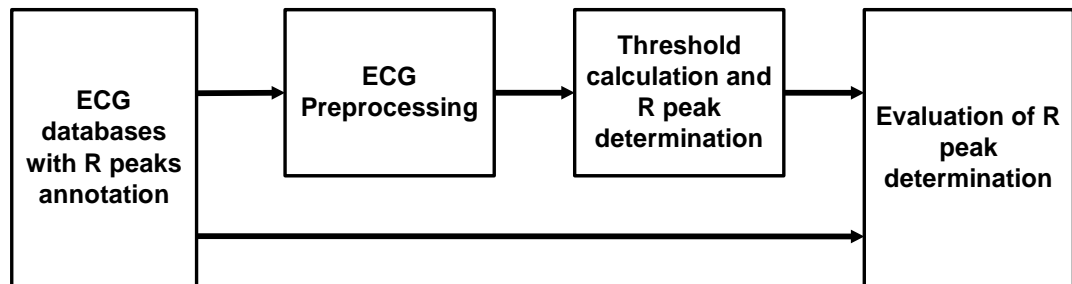 ECG
databases
with R peaks
annotation
ECG
Preprocessing
Threshold
calculation and
R peak
determination
Evaluation of R
peak
determination